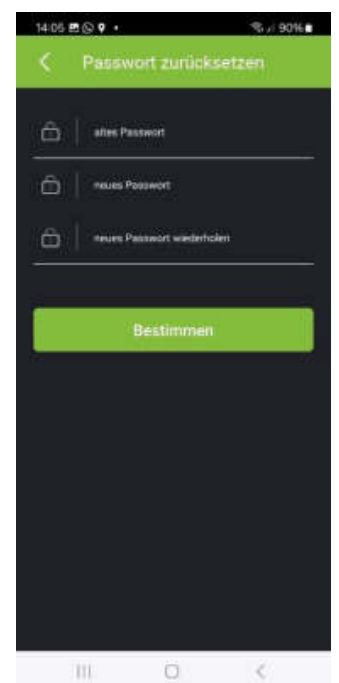 14:05
90%
Passwort zurücksetzen
altes Passwort
neues Passwort
neues Passwort wiederholen
Bestimmen